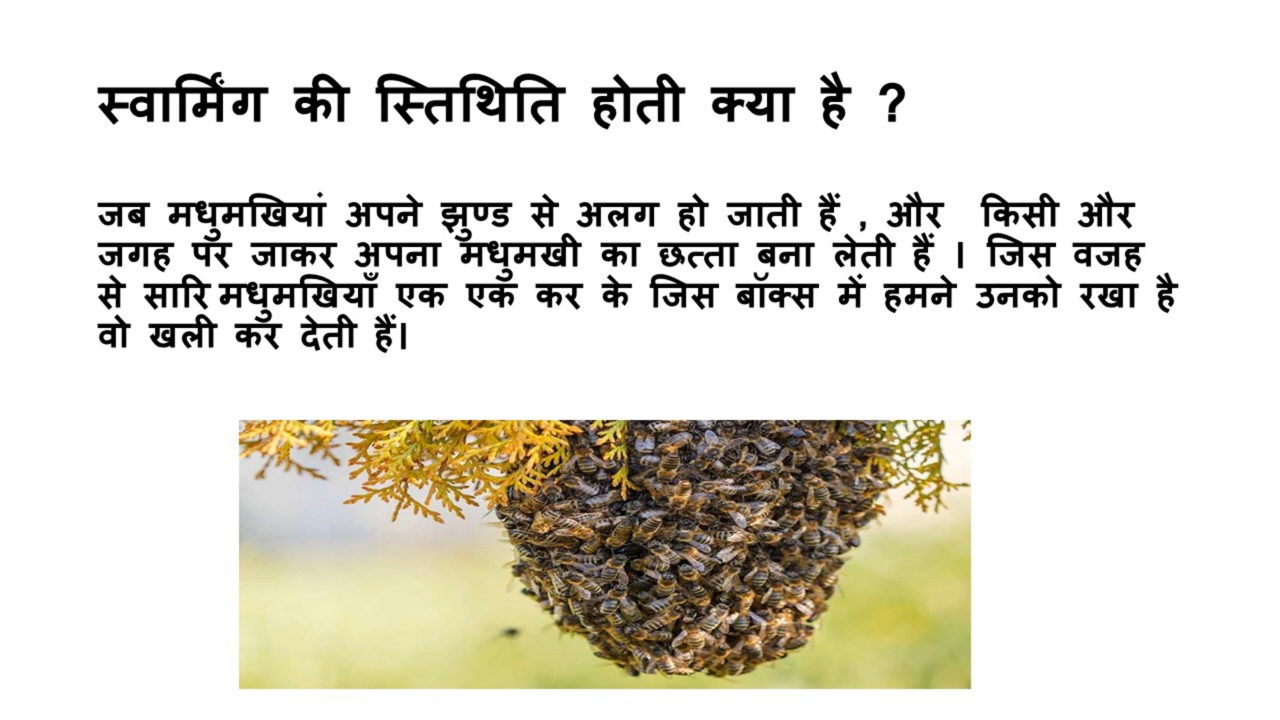 स्वार्मिंग की स्तिथिति होती क्या है ?
जब मधुमखियां अपने झुण्ड से अलग हो जाती हैं , और किसी और
जगह पर जाकर अपना मधुमखी का छत्ता बना लेती हैं । जिस वजह
से सारि मधुमखियाँ एक एक कर के जिस बॉक्स में हमने उनको रखा है
वो खली कर देती हैं।